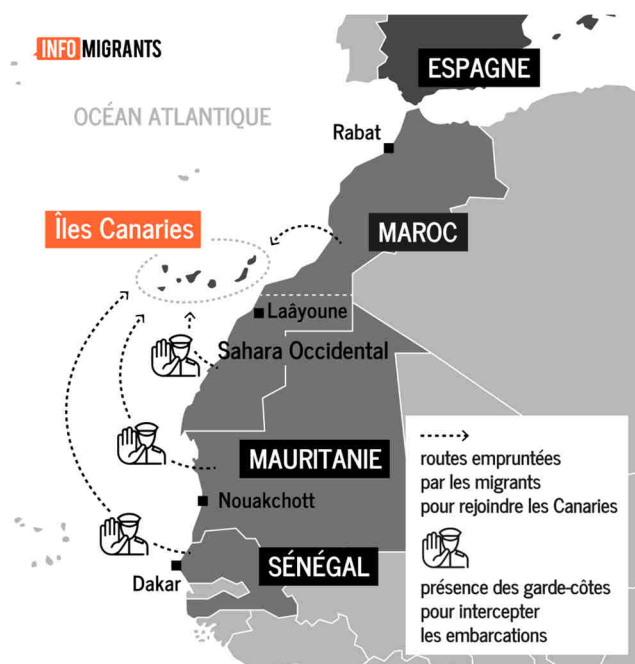 INFO MIGRANTS
ESPAGNE
OCÉAN ATLANTIQUE
Rabat
Îles Canaries
MAROC
Laâyoune
Sahara Occidental
MAURITANIE
Nouakchott
SÉNÉGAL
Dakar
routes empruntées
par les migrants
pour rejoindre les Canaries
présence des garde-côtes
pour intercepter
les embarcations